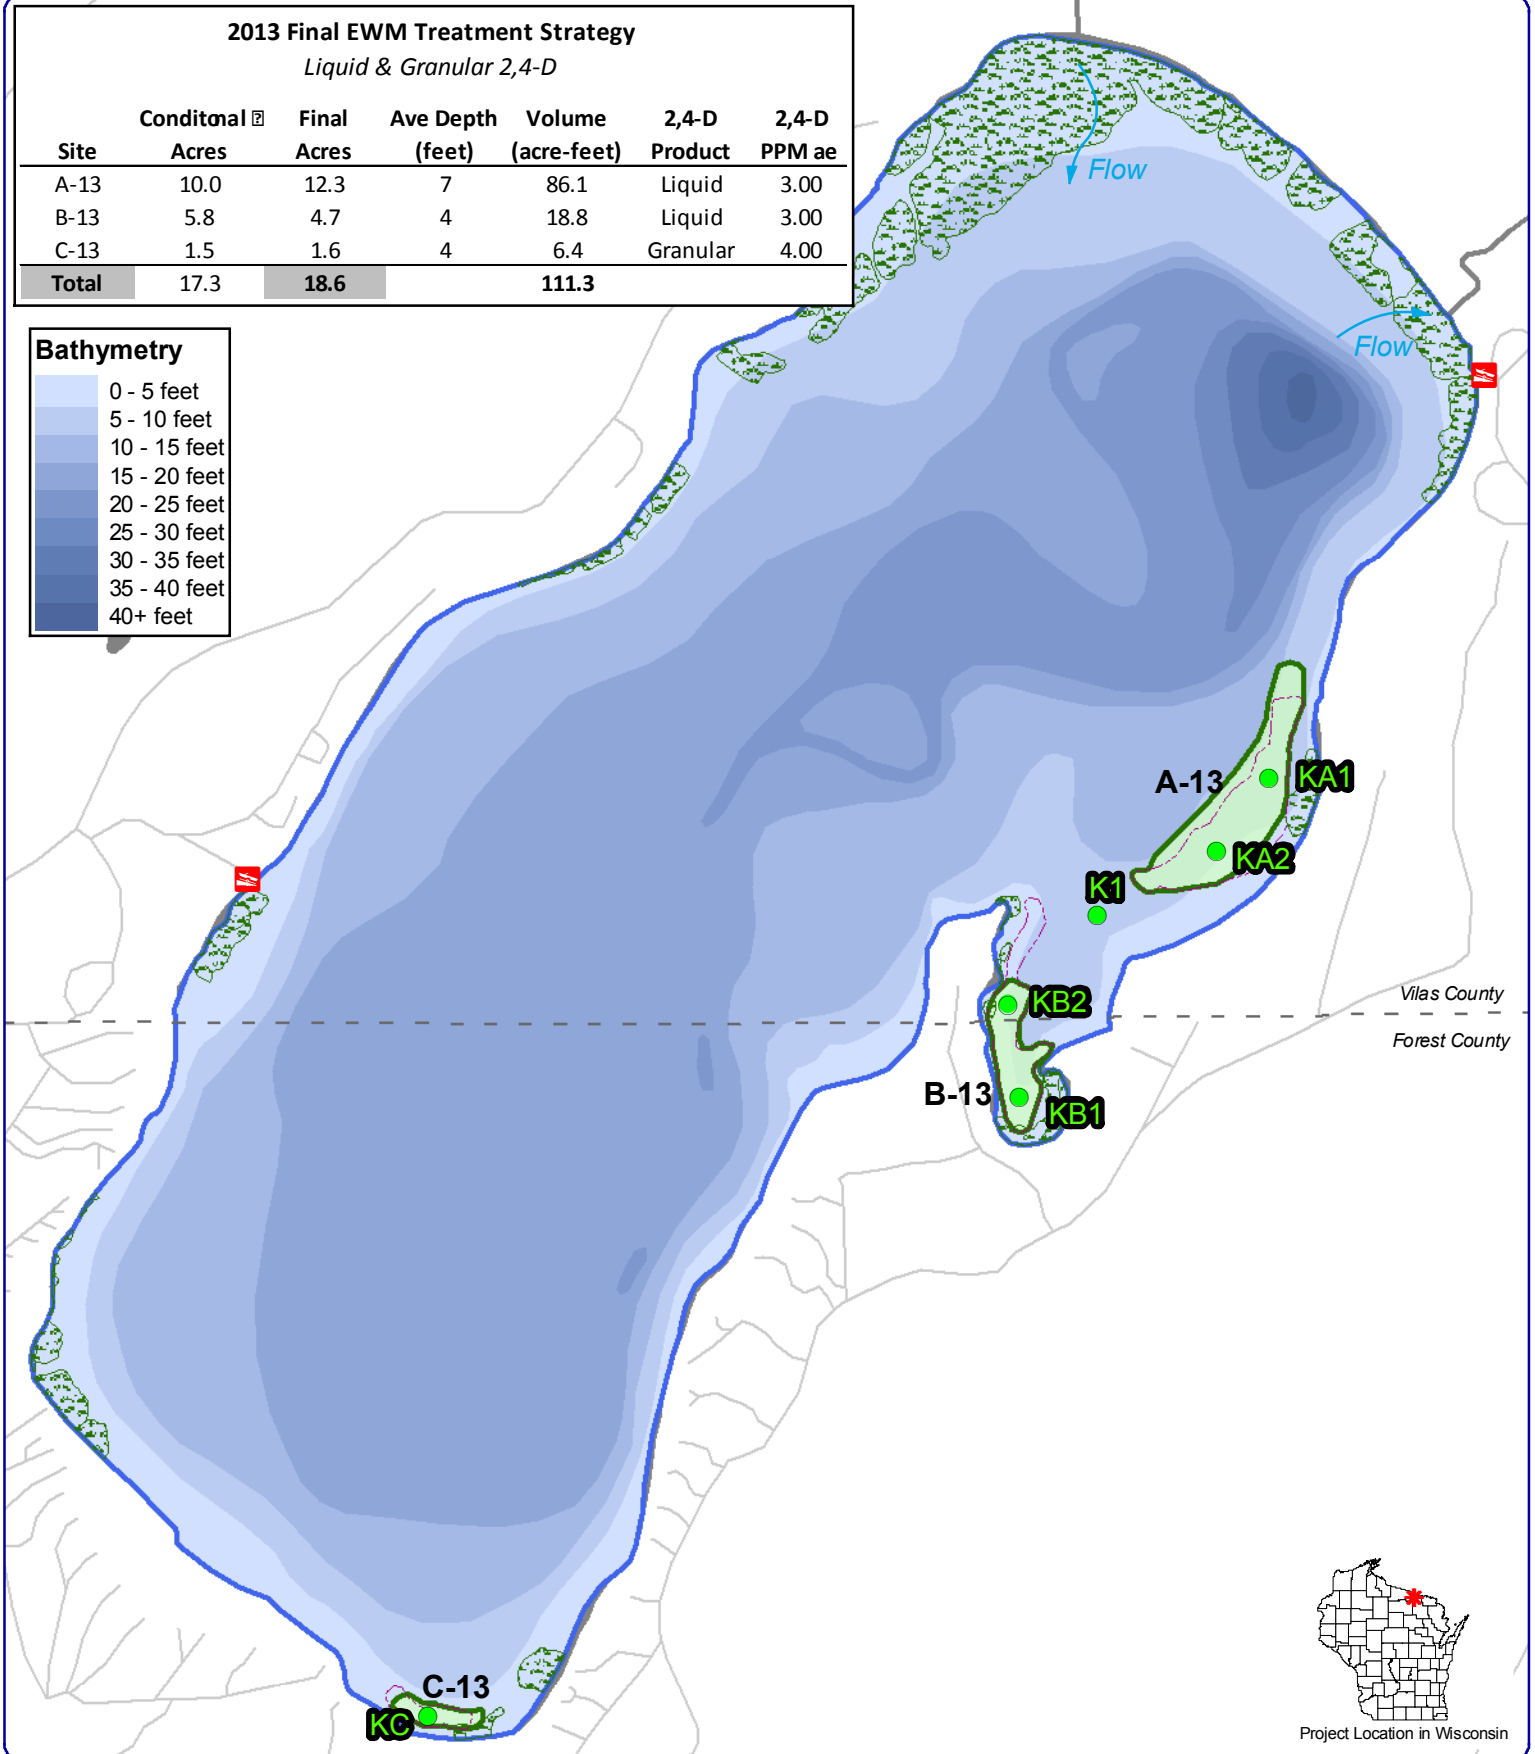 2013 Final EWM Treatment Strategy
Liquid & Granular 2,4-D
Conditonal Final Ave Depth Volume 2,4-D 2,4-D
Site Acres Acres (feet) (acre-feet) Product PPM ae
A-13 10.0 12.3 7 86.1 Liquid 3.00
B-13 5.8 4.7 4 18.8 Liquid 3.00
C-13 1.5 1.6 4 6.4 Granular 4.00
Total 17.3 18.6 111.3
Flow
Flow
Bathymetry
0 - 5 feet
5 - 10 feet
10 - 15 feet
15 - 20 feet
20 - 25 feet
25 - 30 feet
30 - 35 feet
35 - 40 feet
40+ feet
A-13
KA1
KA2
K1
KB2
Vilas County
Forest County
B-13
KB1
C-13
KC
Project Location in Wisconsin